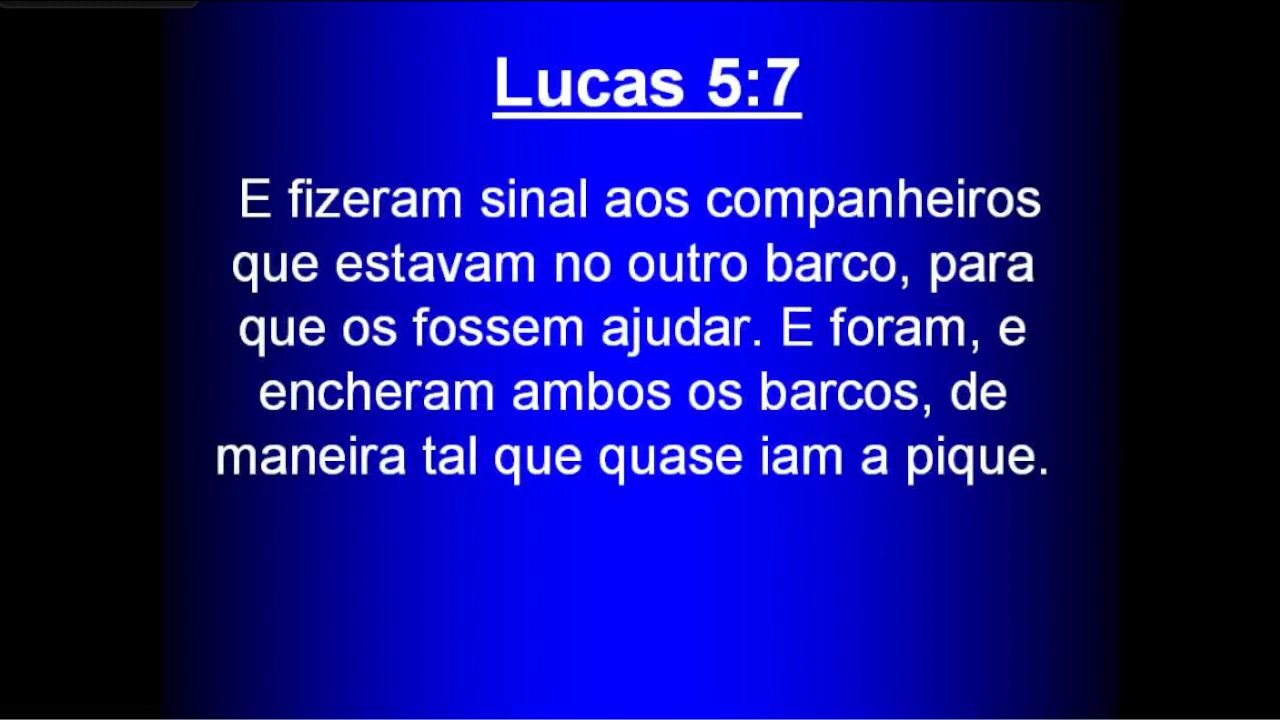 Lucas 5:7
E fizeram sinal aos companheiros
que estavam no outro barco, para
que os fossem ajudar. E foram, e
encheram ambos os barcos, de
maneira tal que quase iam a pique.